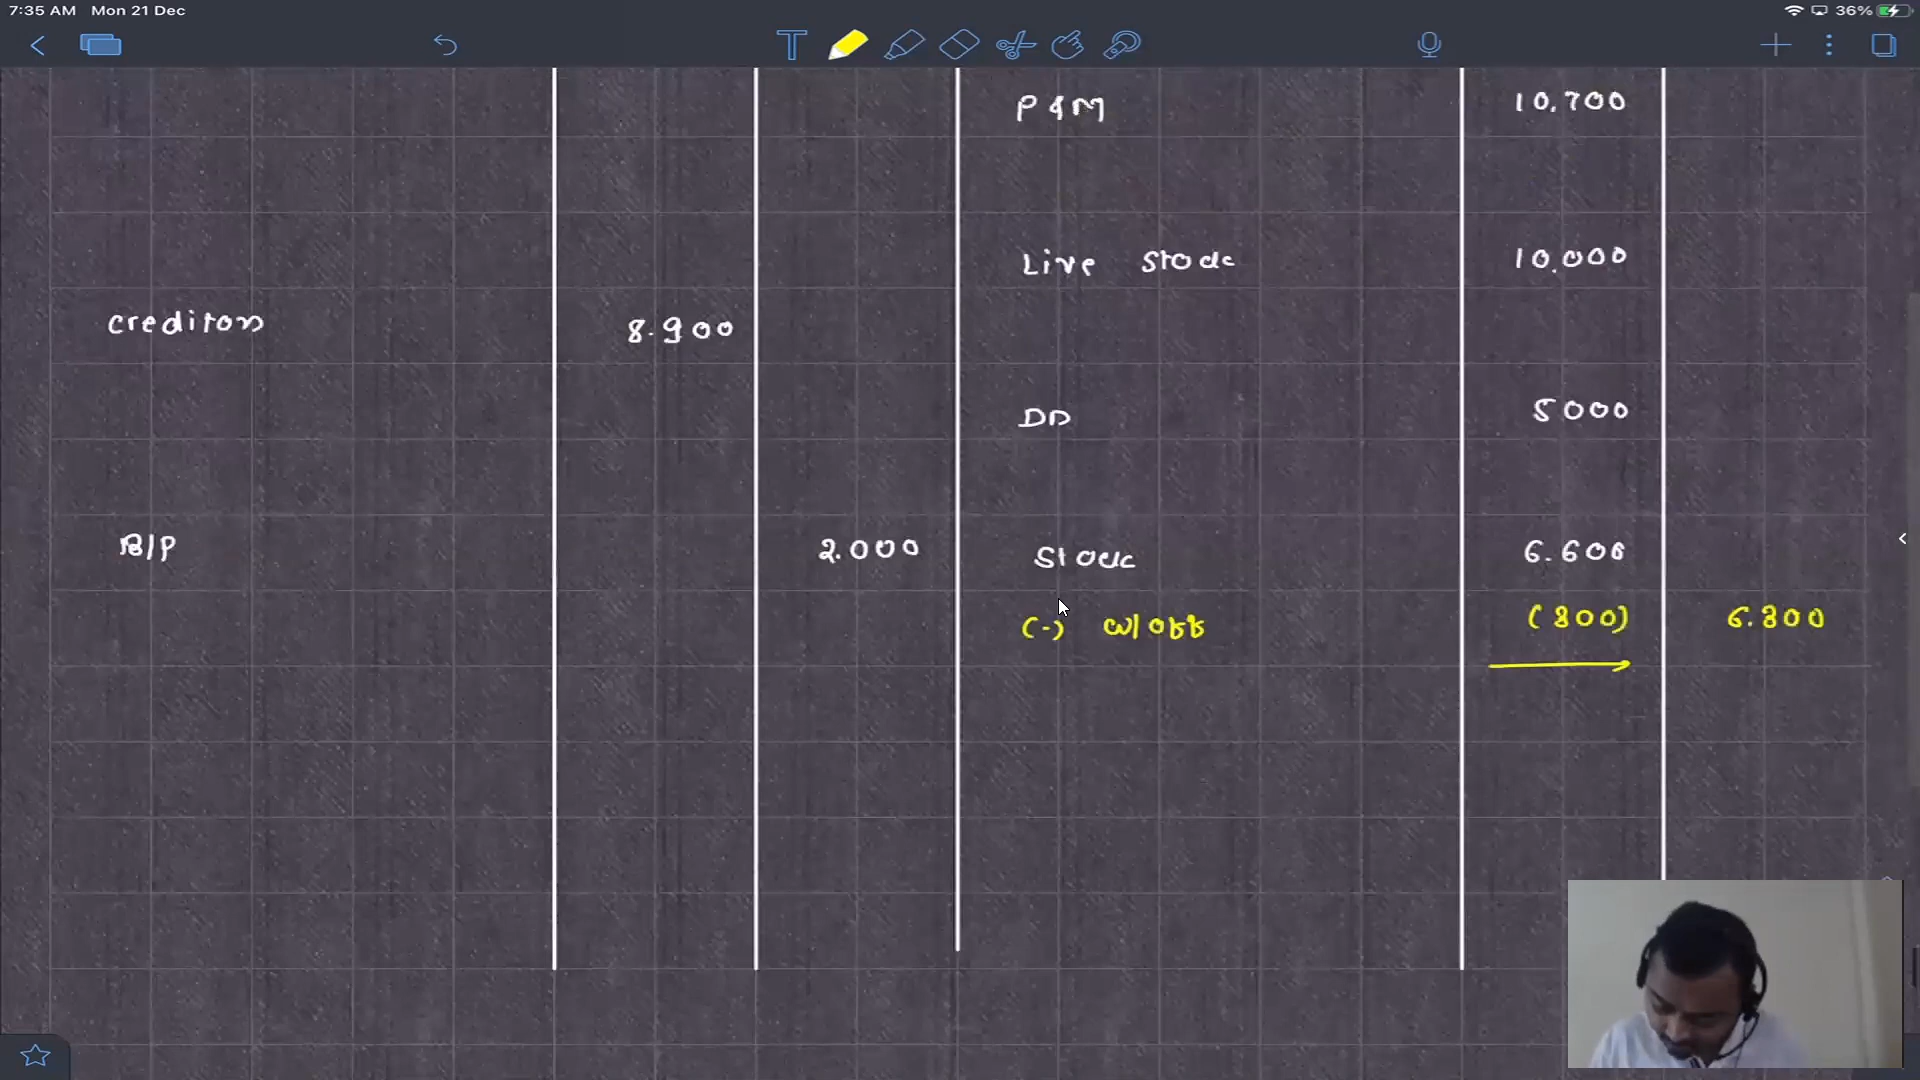 7:35 AM Mon 21 Dec
36%
P & M 10.700
Live Stock 10.000
Creditors 8.900
DD 5000
B/P 2.000
Stock 6.600
(-) w/off (300) 6.300